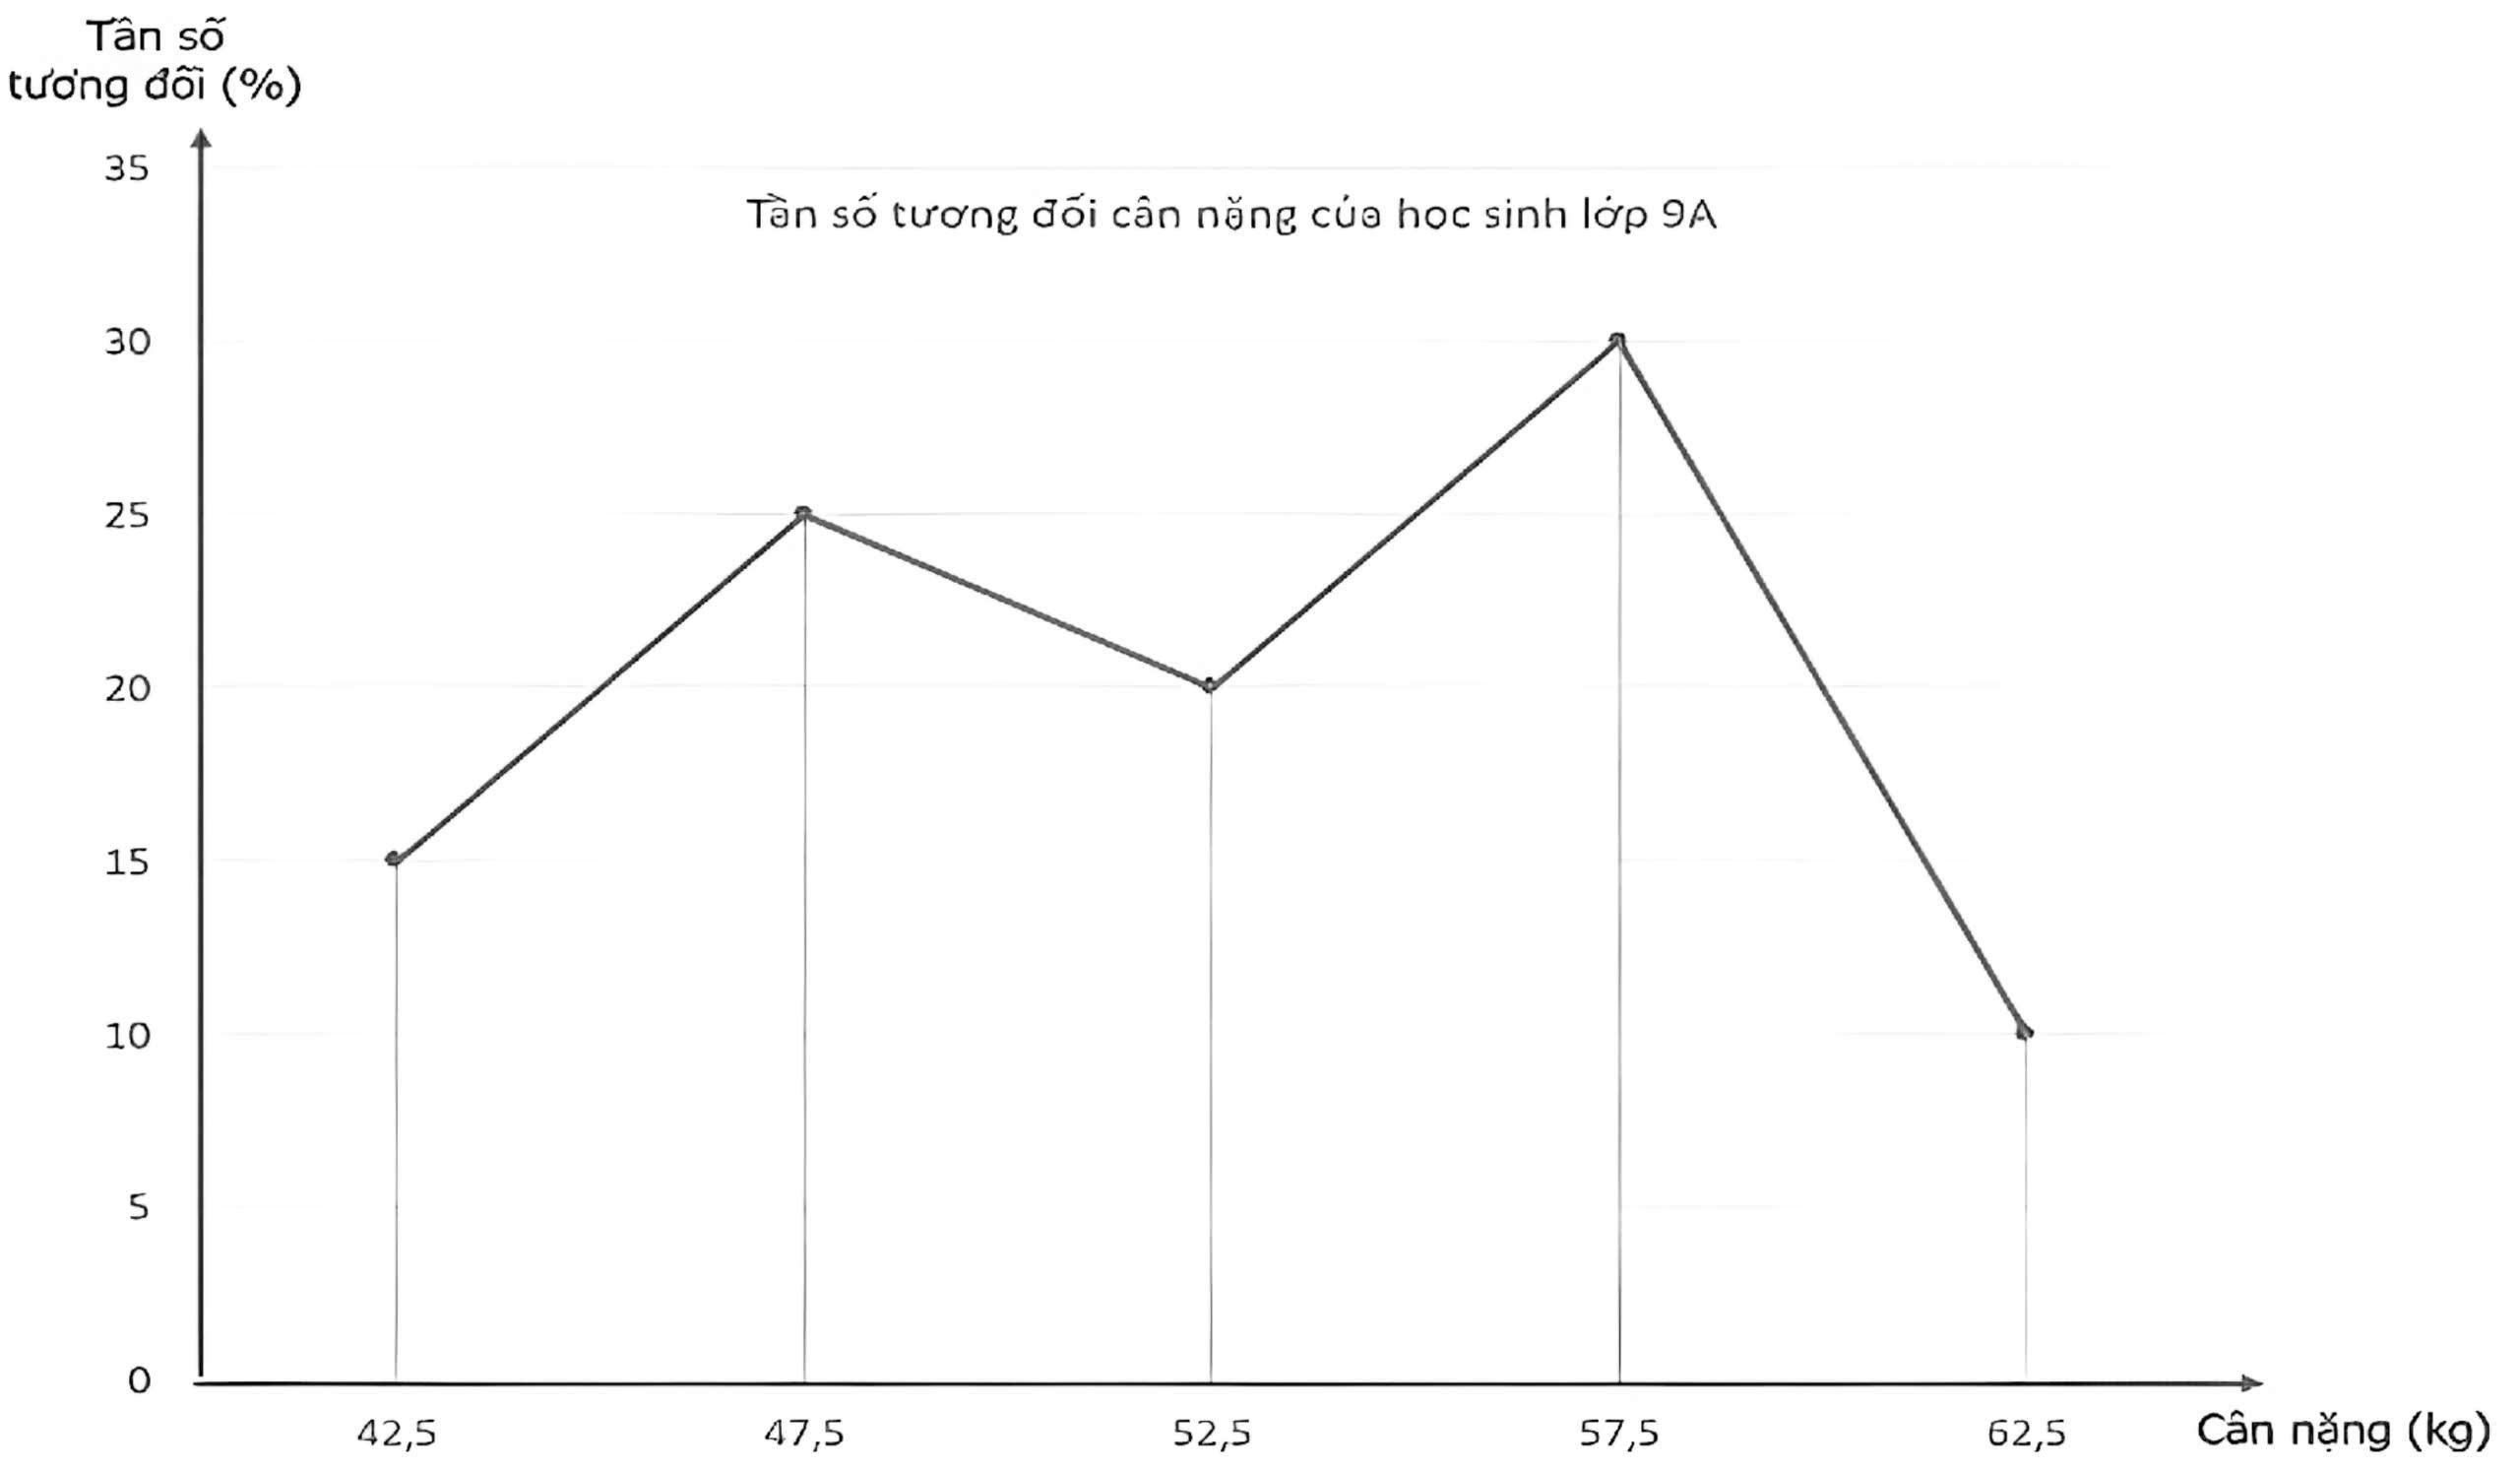 Tần số
tương đối (%)
35
Tần số tương đối cân nặng của học sinh lớp 9A
30
25
20
15
10
5
0
42,5 47,5 52,5 57,5 62,5 Cân nặng (kg)